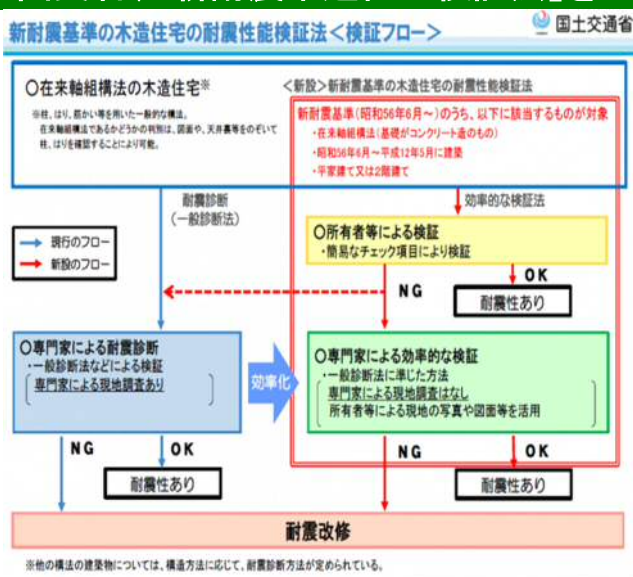 新耐震基準の木造住宅の耐震性能検証法＜検証フロー＞
国土交通省
〇在来軸組構法の木造住宅※
※柱、はり、筋かい等を用いた一般的な構法。
在来軸組構法であるかどうかの判別は、図面や、天井裏等をのぞいて
柱、はりを確認することにより可能。
＜新設＞新耐震基準の木造住宅の耐震性能検証法
新耐震基準（昭和56年6月～）のうち、以下に該当するものが対象
・在来軸組構法（基礎がコンクリート造のもの）
・昭和56年6月～平成12年5月に建築
・平家建て又は2階建て
耐震診断
（一般診断法）
効率的な検証法
現行のフロー
新設のフロー
〇所有者等による検証
・簡易なチェック項目により検証
NG
OK
耐震性あり
〇専門家による耐震診断
・一般診断法などによる検証
専門家による現地調査あり
効率化
〇専門家による効率的な検証
・一般診断法に準じた方法
専門家による現地調査はなし
所有者等による現地の写真や図面等を活用
NG
OK
耐震性あり
NG
OK
耐震性あり
耐震改修
※他の構法の建築物については、構造方法に応じて、耐震診断方法が定められている。